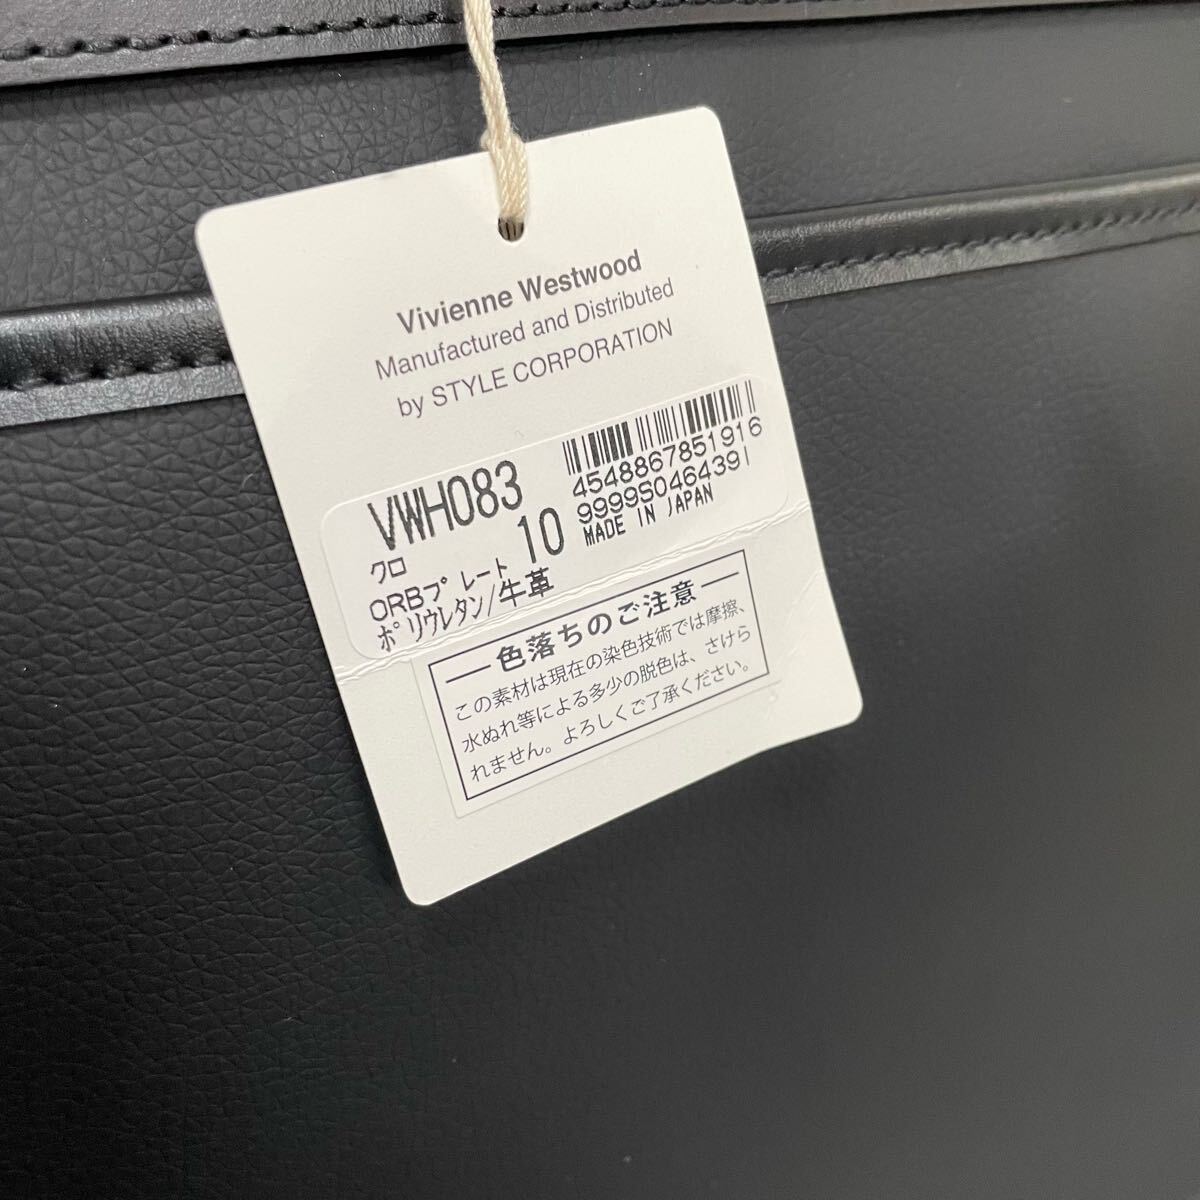 Vivienne Westwood
Manufactured and Distributed
by STYLE CORPORATION
VWH083
クロ 10
ORBプレート
ポリウレタン/牛革
4548867851916
9999S0464391
MADE IN JAPAN
色落ちのご注意
この素材は現在の染色技術では摩擦、
水ぬれ等による多少の脱色は、さけら
れません。よろしくご了承ください。